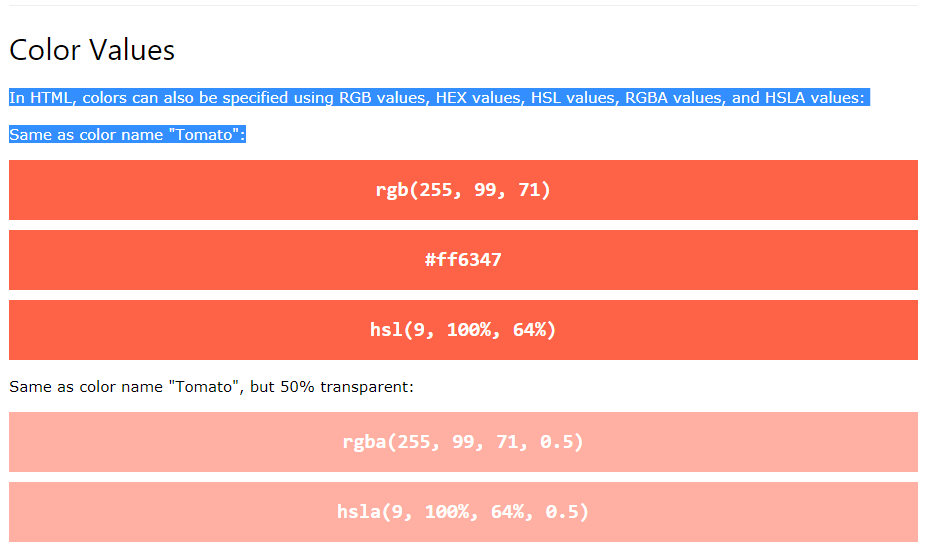 Color Values
In HTML, colors can also be specified using RGB values, HEX values, HSL values, RGBA values, and HSLA values:
Same as color name "Tomato":
rgb(255, 99, 71)
#ff6347
hsl(9, 100%, 64%)
Same as color name "Tomato", but 50% transparent:
rgba(255, 99, 71, 0.5)
hsla(9, 100%, 64%, 0.5)